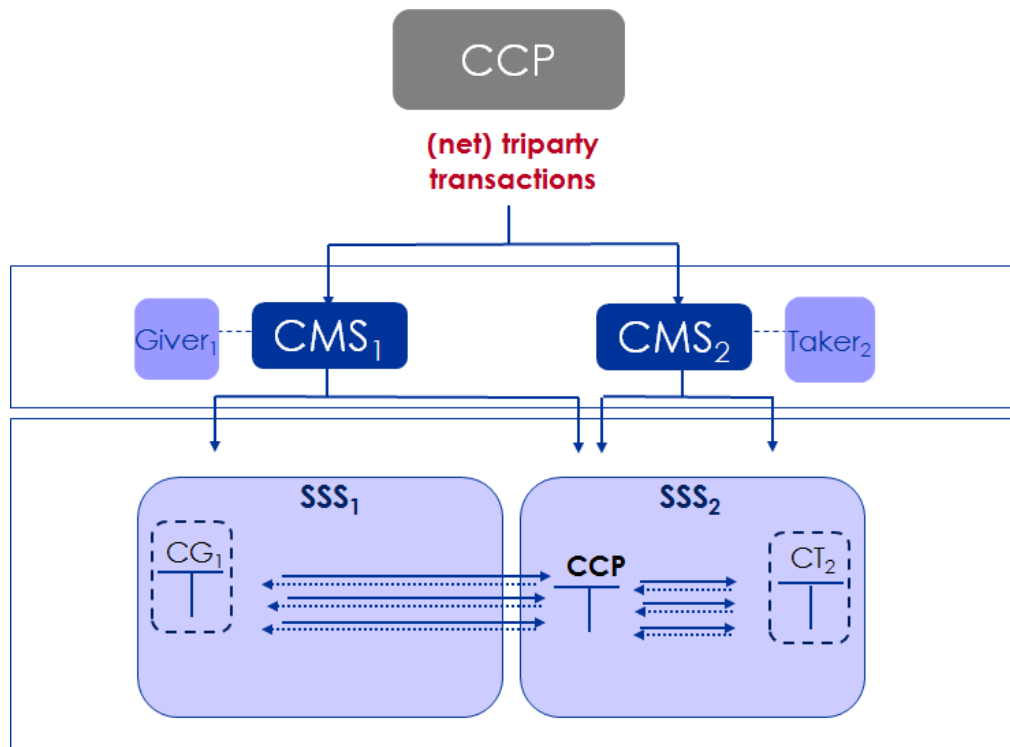 CCP
(net) triparty
transactions
Giver₁
CMS₁
CMS₂
Taker₂
SSS₁
SSS₂
CG₁
CCP
CT₂